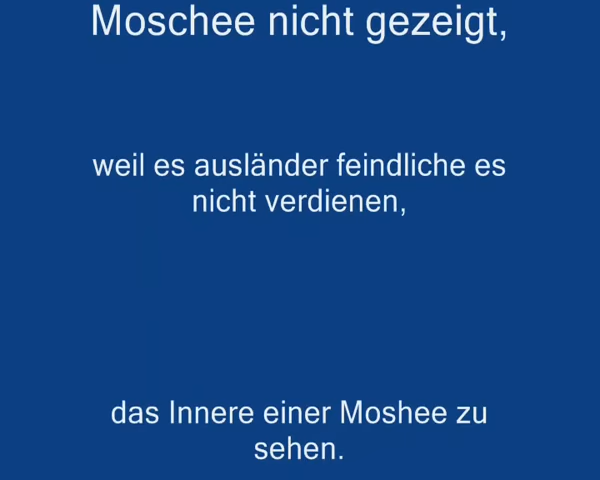 Moschee nicht gezeigt,
weil es ausländer feindliche es
nicht verdienen,
das Innere einer Moshee zu
sehen.